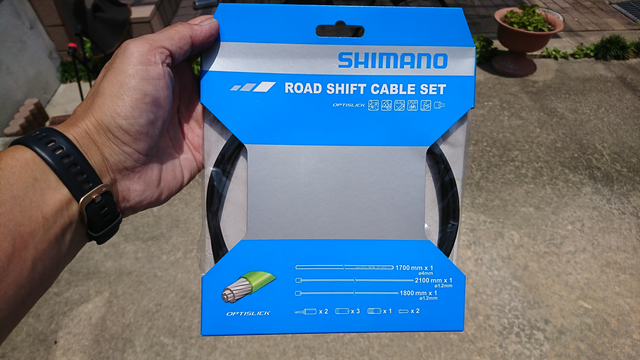 SHIMANO
ROAD SHIFT CABLE SET
OPTISLICK
1700 mm x 1
ø4mm
2100 mm x 1
ø1.2mm
1800 mm x 1
ø1.2mm
OPTISLICK
x 2 x 3 x 1 x 2